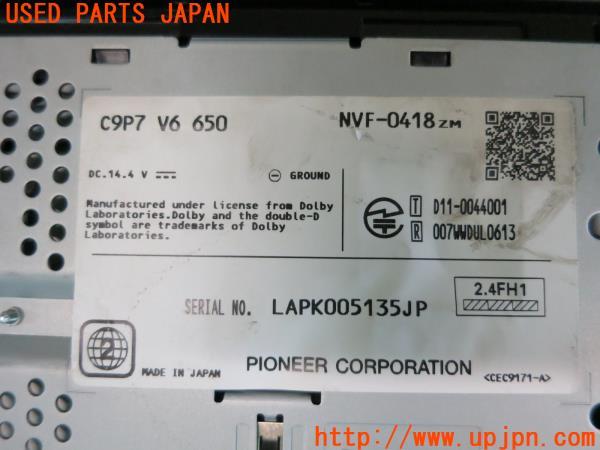 USED PARTS JAPAN
C9P7 V6 650
NVF-0418ZM
DC.14.4 V
GROUND
Manufactured under license from Dolby
Laboratories.Dolby and the double-D
symbol are trademarks of Dolby
Laboratories.
T D11-0044001
R 007WWDUL0613
SERIAL NO. LAPK005135JP
2.4FH1
2
MADE IN JAPAN
PIONEER CORPORATION
<CEC9171-A>
UPJ
http://www.upjpn.com